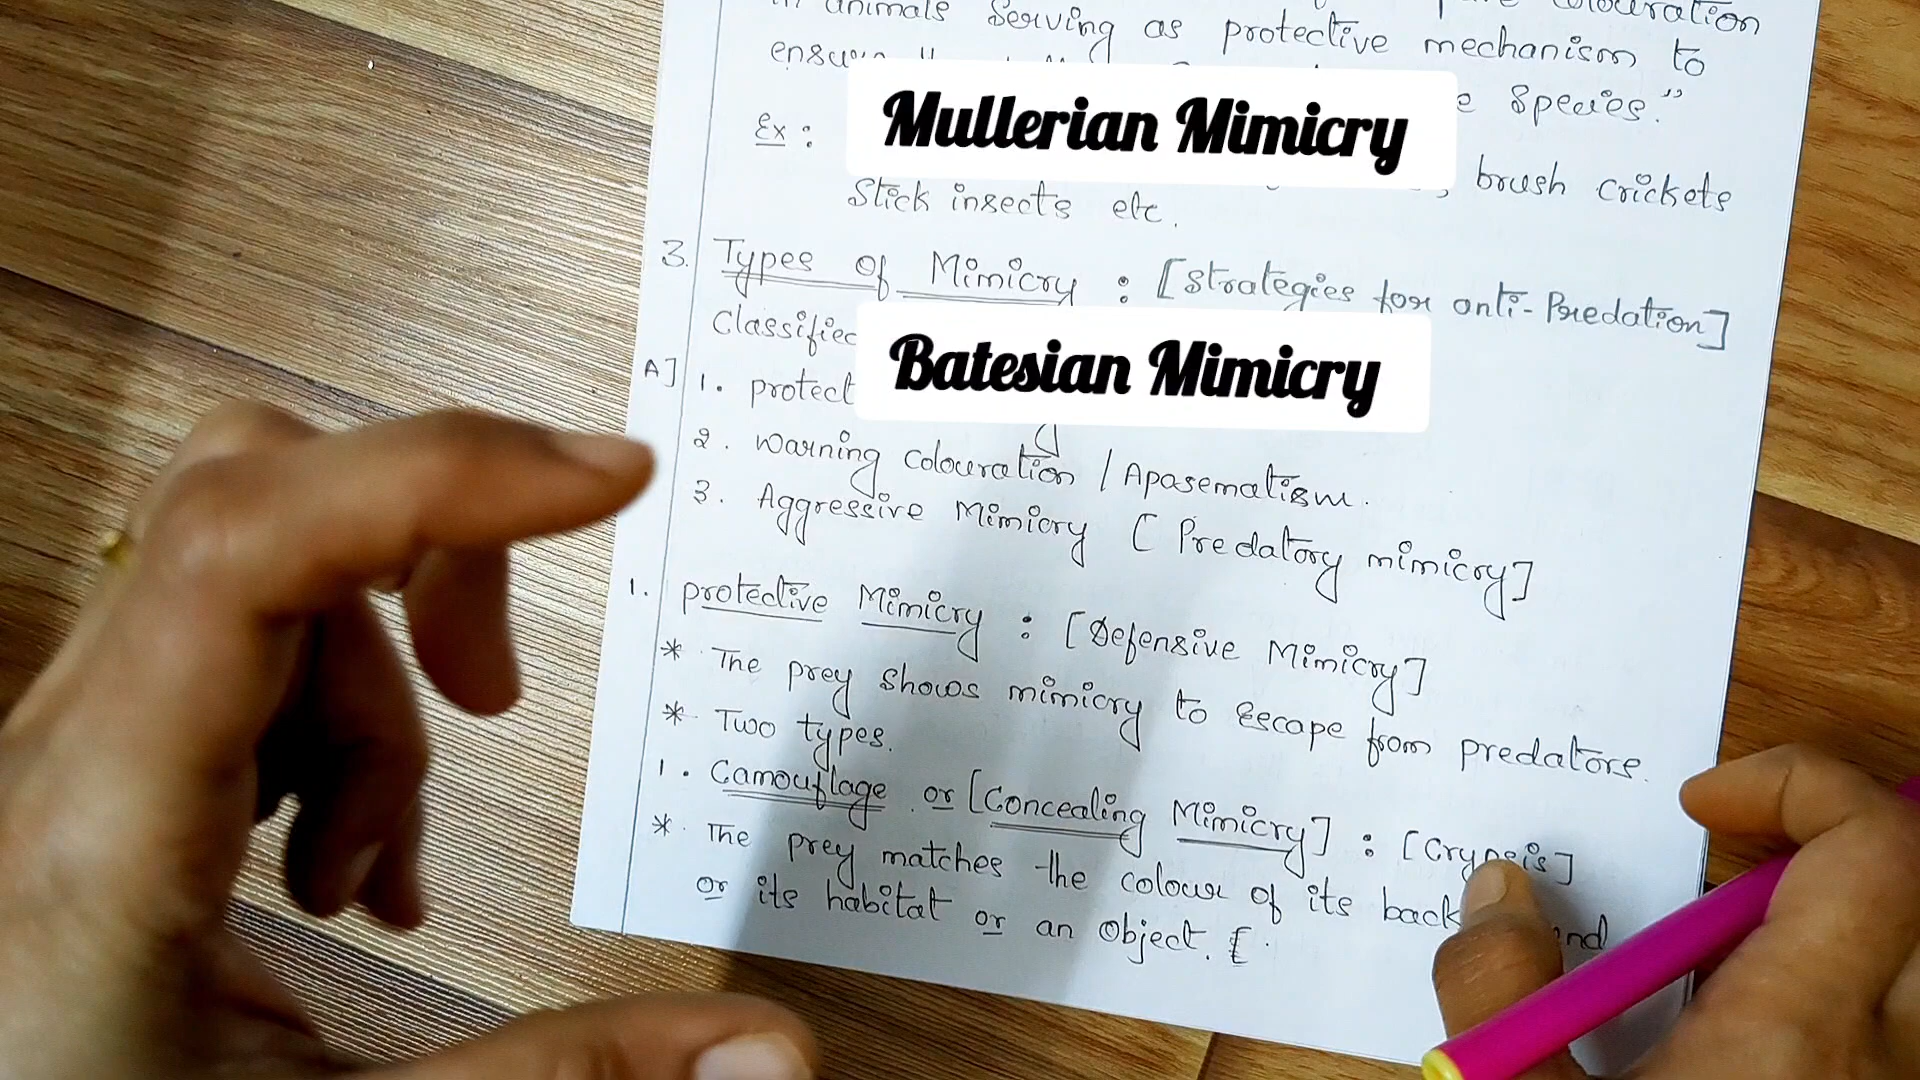 in animals serving as protective mechanism to
Mullerian Mimicry
Species."
Ex : brush crickets
Stick insects etc.
3. Types of Mimicry : [Strategies for anti-Predation]
Classified
Batesian Mimicry
A] 1. protect
2. Warning Colouration / Aposematism.
3. Aggressive Mimicry [Predatory mimicry]
1. protective Mimicry : [Defensive Mimicry]
* The prey shows mimicry to Escape from predators.
* Two types.
1. Camouflage or [Concealing Mimicry] : [Crypsis]
* The prey matches the colour of its back nd
or its habitat or an object. [